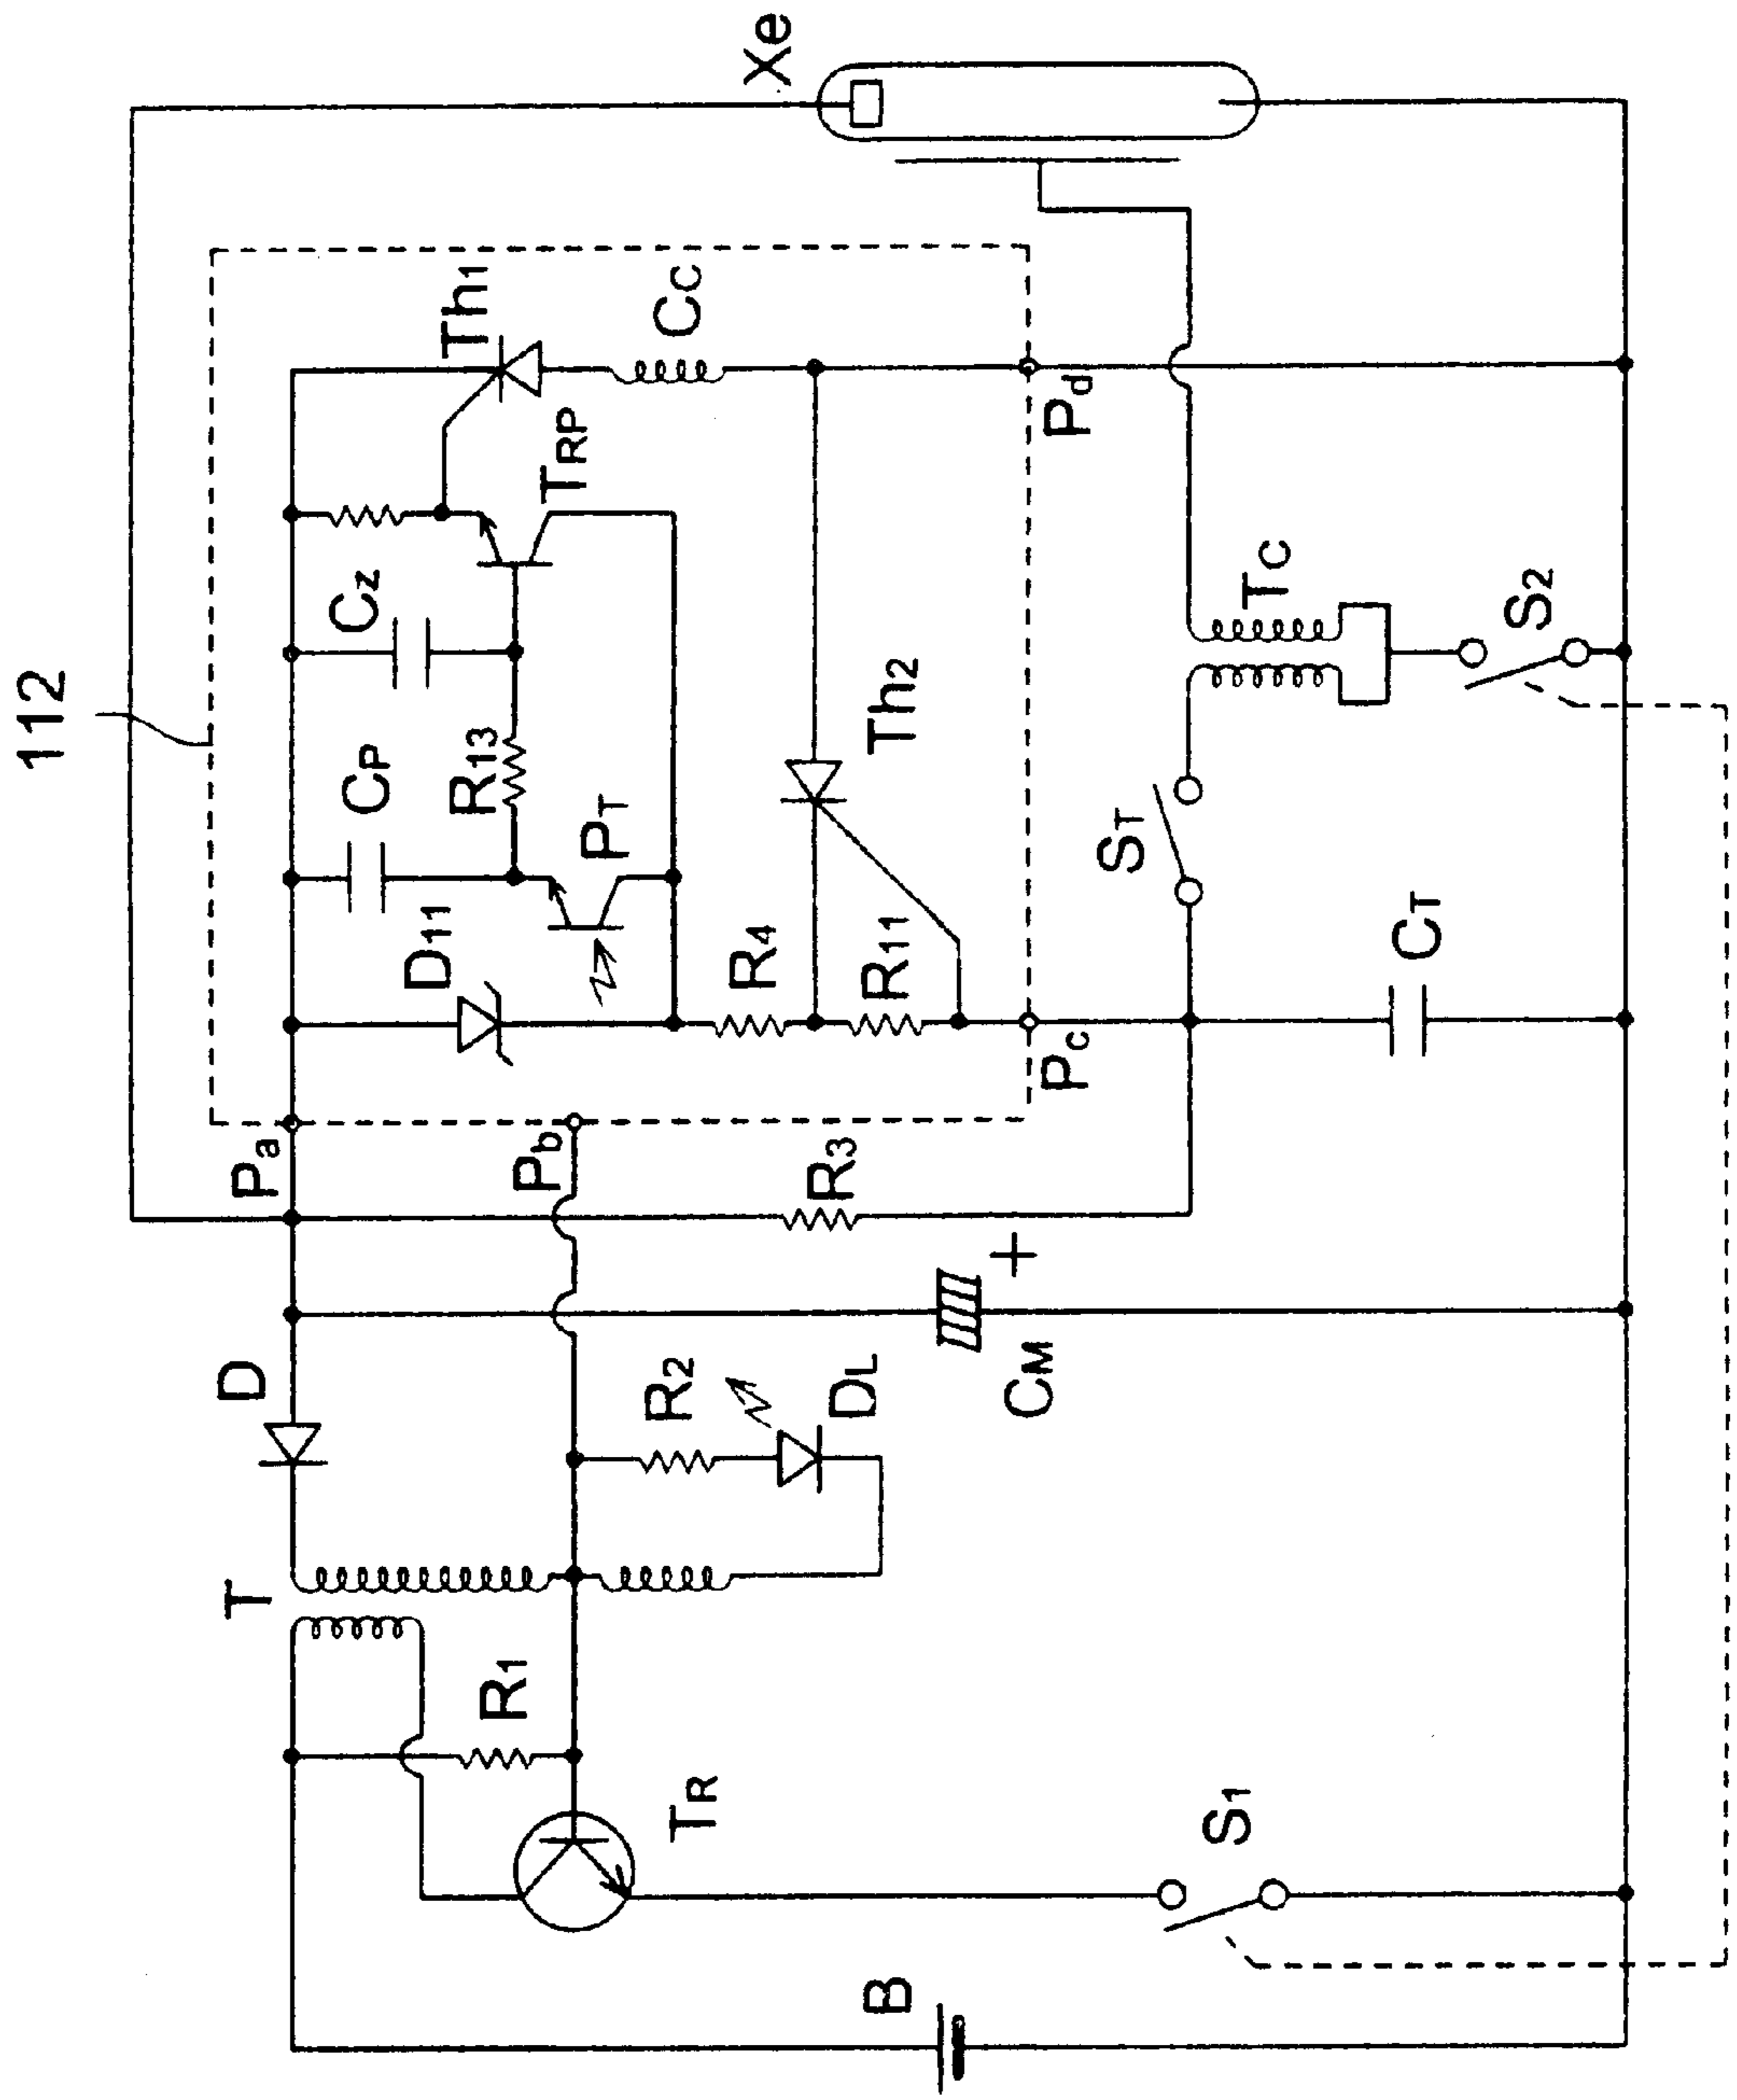 112
Xe
Th1
CC
TRP
CZ
CP
R13
PT
D11
R4
R11
Th2
Pa
Pb
Pc
Pd
TC
ST
S2
CT
R3
D
R2
DL
CM
+
T
R1
TR
S1
B